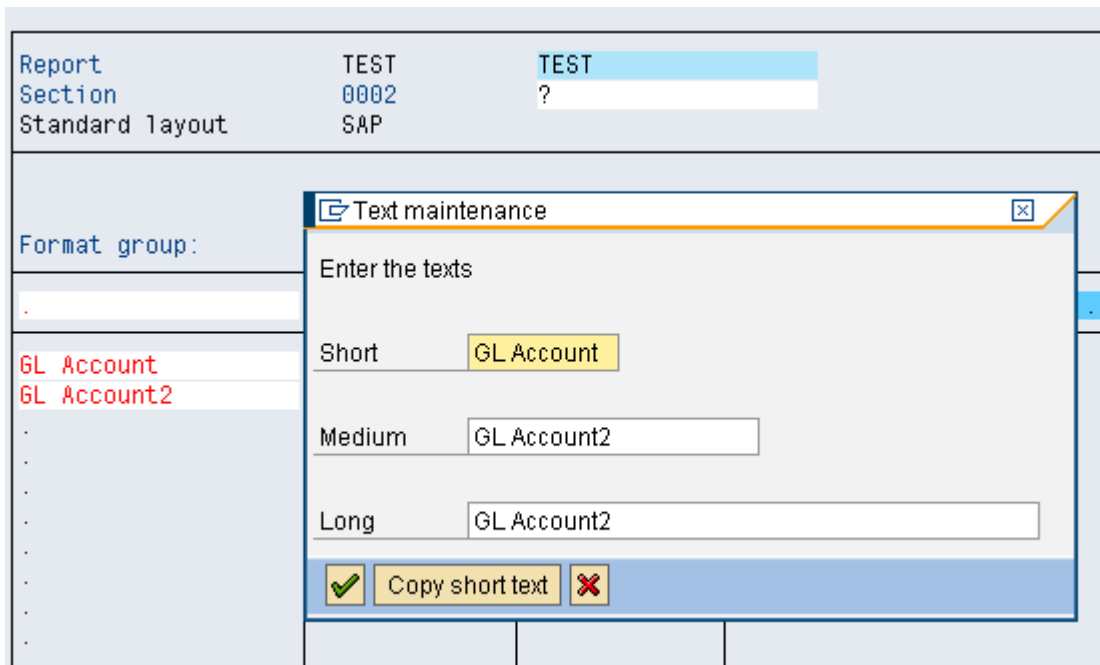 Report TEST TEST
Section 0002 ?
Standard layout SAP
Text maintenance
Format group:
Enter the texts
.
.
Short GL Account
GL Account
GL Account2
Medium GL Account2
.
.
.
Long GL Account2
.
.
.
Copy short text
.
.